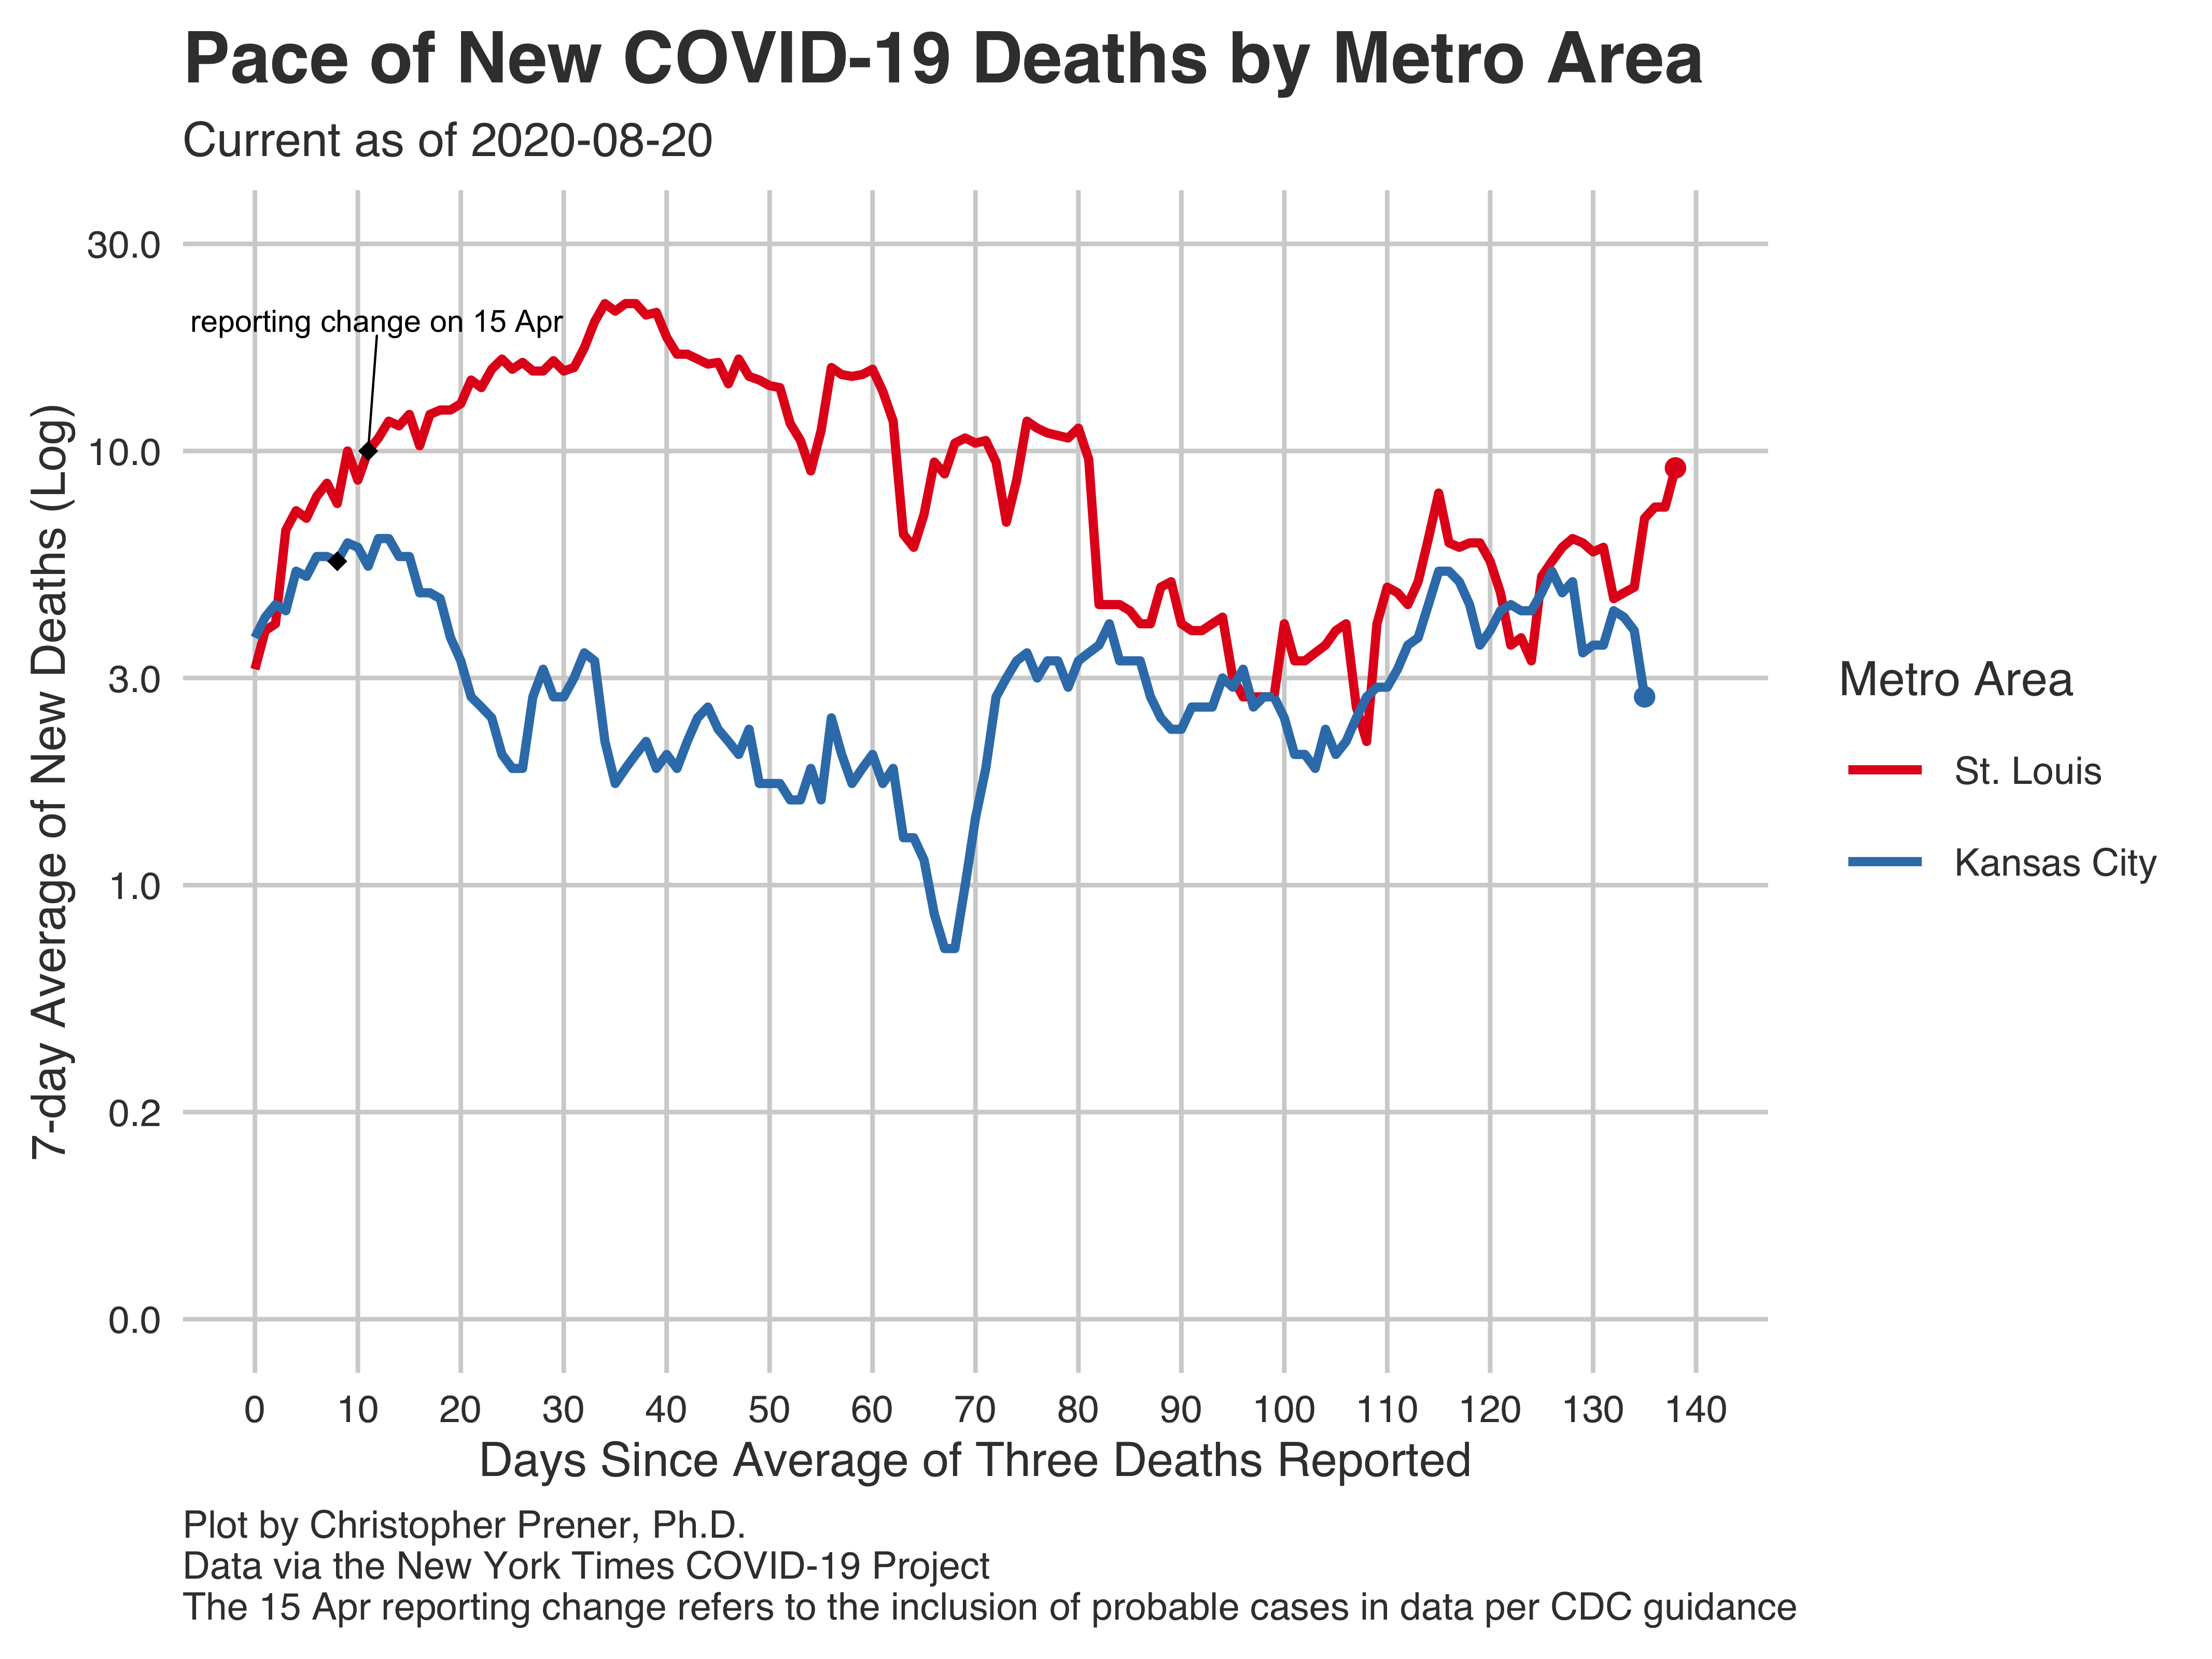 Pace of New COVID-19 Deaths by Metro Area
Current as of 2020-08-20
7-day Average of New Deaths (Log)
30.0
10.0
3.0
1.0
0.2
0.0
reporting change on 15 Apr
0 10 20 30 40 50 60 70 80 90 100 110 120 130 140
Days Since Average of Three Deaths Reported
Metro Area
St. Louis
Kansas City
Plot by Christopher Prener, Ph.D.
Data via the New York Times COVID-19 Project
The 15 Apr reporting change refers to the inclusion of probable cases in data per CDC guidance